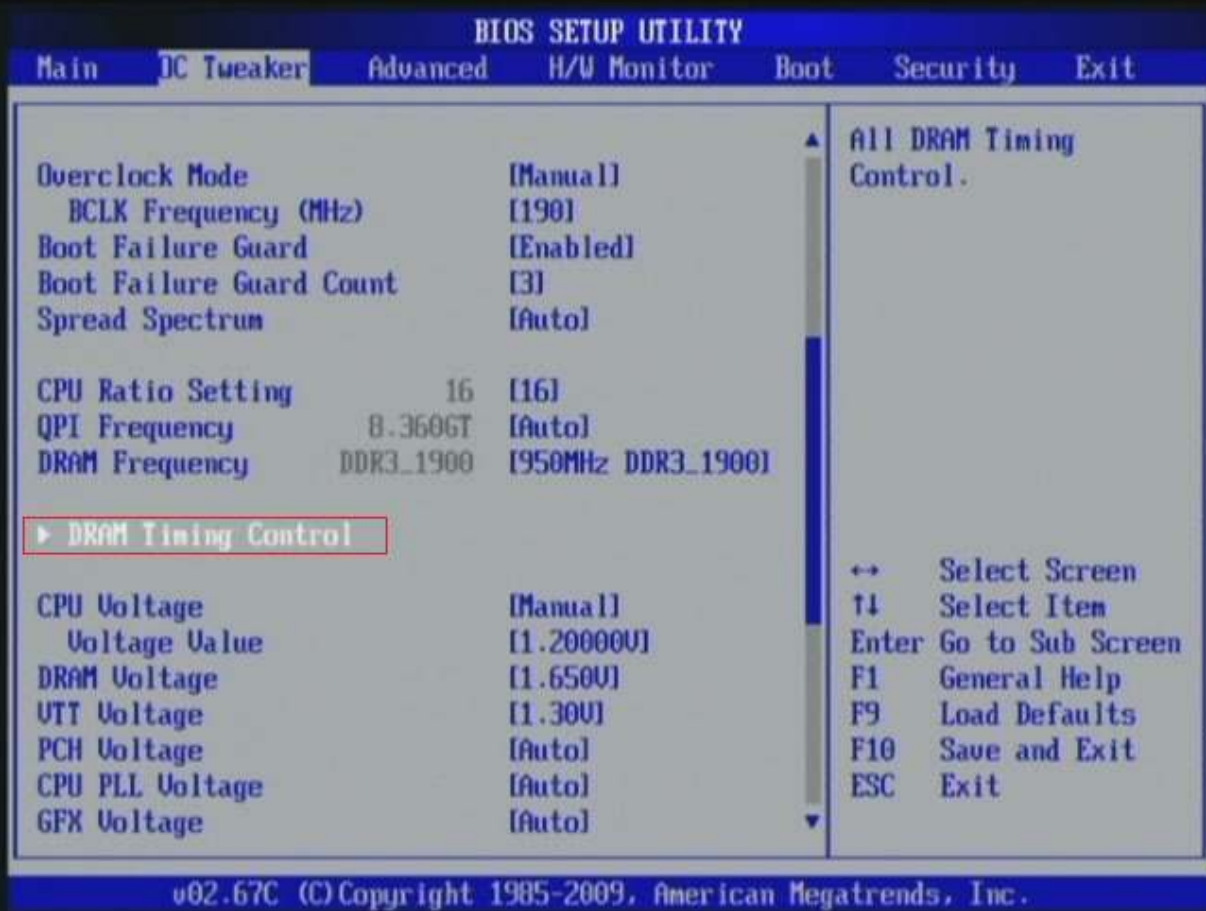 BIOS SETUP UTILITY
Main OC Tweaker Advanced H/W Monitor Boot Security Exit
Overclock Mode [Manual]
BCLK Frequency (MHz) [190]
Boot Failure Guard [Enabled]
Boot Failure Guard Count [3]
Spread Spectrum [Auto]
CPU Ratio Setting 16 [16]
QPI Frequency 8.360GT [Auto]
DRAM Frequency DDR3_1900 [950MHz DDR3_1900]
▶ DRAM Timing Control
CPU Voltage [Manual]
Voltage Value [1.20000V]
DRAM Voltage [1.650V]
VTT Voltage [1.30V]
PCH Voltage [Auto]
CPU PLL Voltage [Auto]
GFX Voltage [Auto]
All DRAM Timing
Control.
↔ Select Screen
↑↓ Select Item
Enter Go to Sub Screen
F1 General Help
F9 Load Defaults
F10 Save and Exit
ESC Exit
v02.67C (C)Copyright 1985-2009, American Megatrends, Inc.